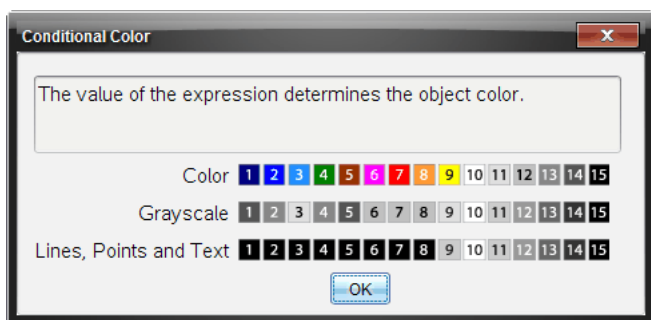 Conditional Color
X
The value of the expression determines the object color.
Color 1 2 3 4 5 6 7 8 9 10 11 12 13 14 15
Grayscale 1 2 3 4 5 6 7 8 9 10 11 12 13 14 15
Lines, Points and Text 1 2 3 4 5 6 7 8 9 10 11 12 13 14 15
OK